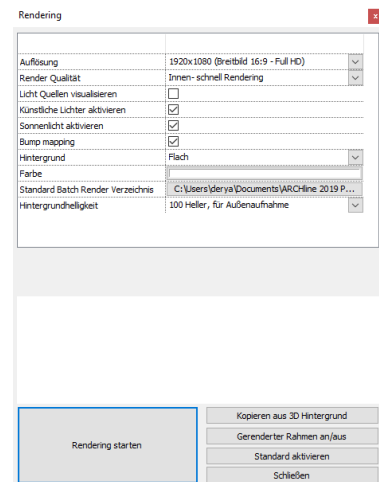 Rendering
x
Auflösung 1920x1080 (Breitbild 16:9 - Full HD)
Render Qualität Innen- schnell Rendering
Licht Quellen visualisieren
Künstliche Lichter aktivieren
Sonnenlicht aktivieren
Bump mapping
Hintergrund Flach
Farbe
Standard Batch Render Verzeichnis C:\Users\derya\Documents\ARCHline 2019 P...
Hintergrundhelligkeit 100 Heller, für Außenaufnahme
Kopieren aus 3D Hintergrund
Gerenderter Rahmen an/aus
Rendering starten
Standard aktivieren
Schließen